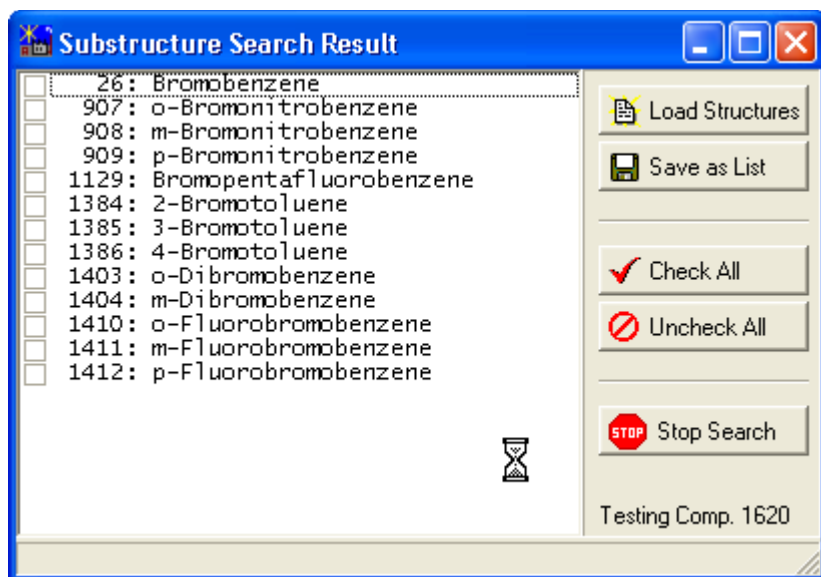 Substructure Search Result
26: Bromobenzene
907: o-Bromonitrobenzene
908: m-Bromonitrobenzene
909: p-Bromonitrobenzene
1129: Bromopentafluorobenzene
1384: 2-Bromotoluene
1385: 3-Bromotoluene
1386: 4-Bromotoluene
1403: o-Dibromobenzene
1404: m-Dibromobenzene
1410: o-Fluorobromobenzene
1411: m-Fluorobromobenzene
1412: p-Fluorobromobenzene
Load Structures
Save as List
Check All
Uncheck All
STOP Stop Search
Testing Comp. 1620